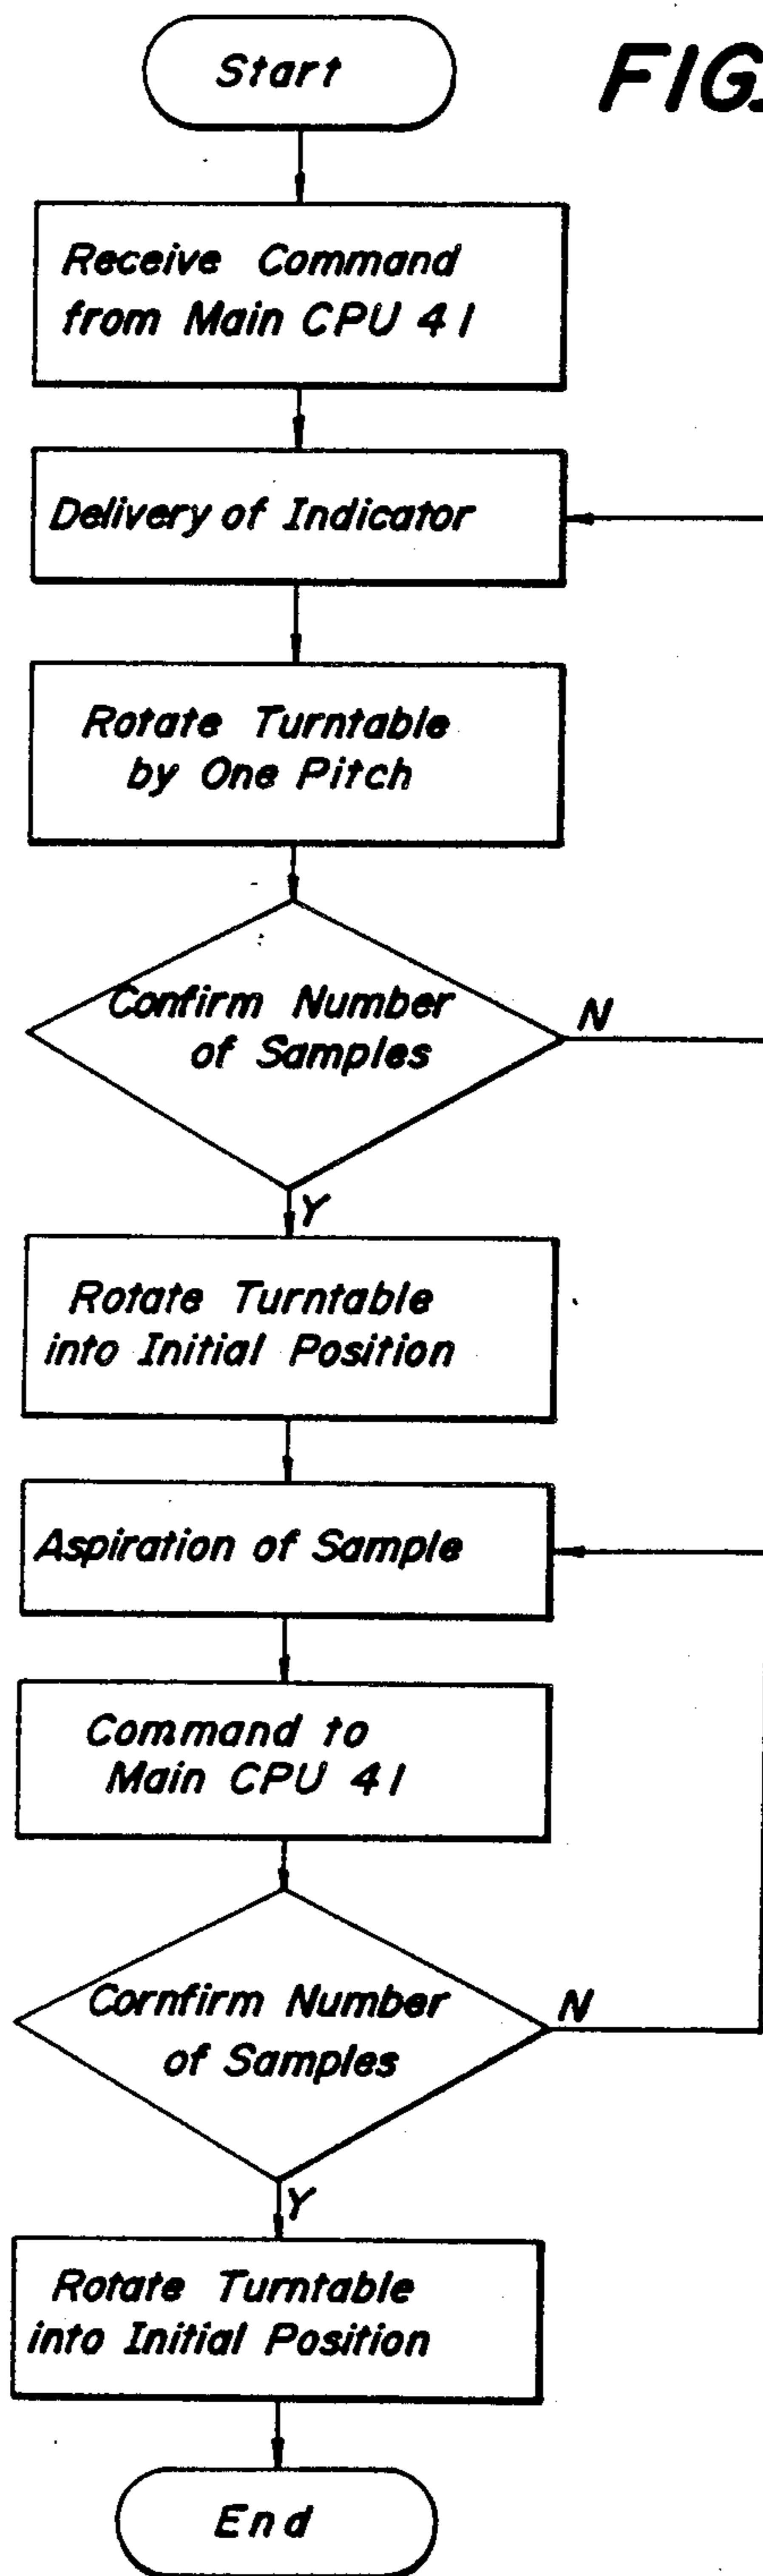 Start
FIG.
Receive Command
from Main CPU 41
Delivery of Indicator
Rotate Turntable
by One Pitch
Confirm Number
of Samples
N
Y
Rotate Turntable
into Initial Position
Aspiration of Sample
Command to
Main CPU 41
Cornfirm Number
of Samples
N
Y
Rotate Turntable
into Initial Position
End